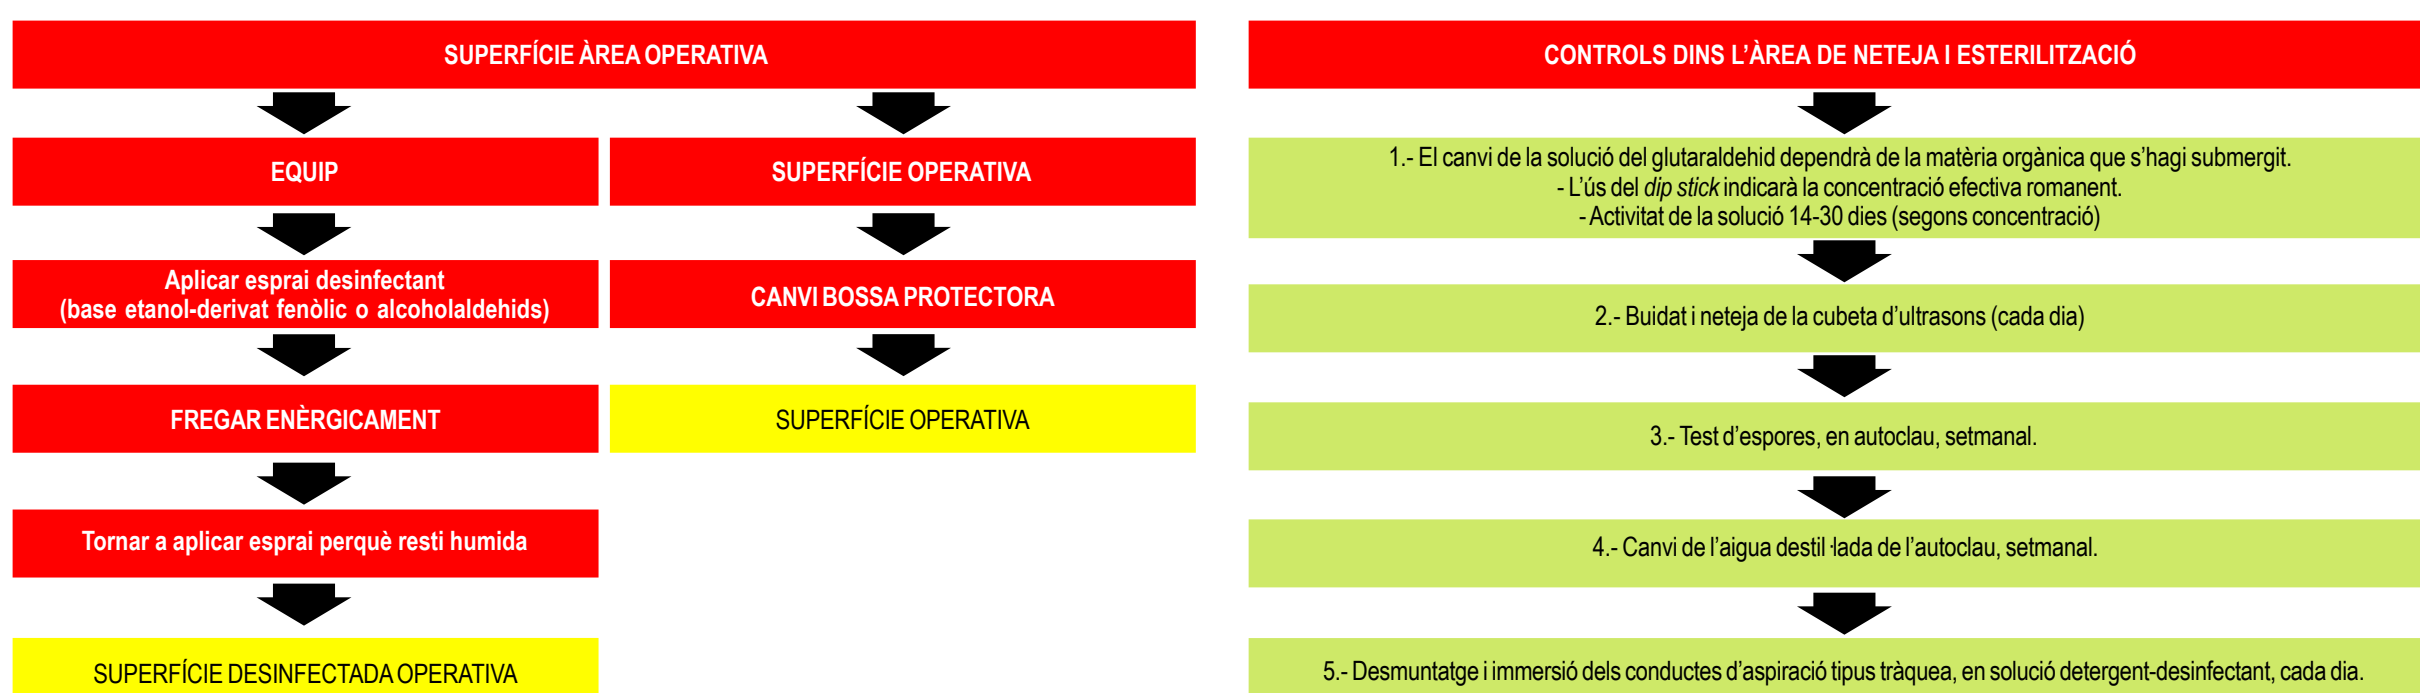 SUPERFÍCIE ÀREA OPERATIVA
EQUIP
Aplicar esprai desinfectant
(base etanol-derivat fenòlic o alcoholaldehids)
FREGAR ENÈRGICAMENT
Tornar a aplicar esprai perquè resti humida
SUPERFÍCIE DESINFECTADA OPERATIVA
SUPERFÍCIE OPERATIVA
CANVI BOSSA PROTECTORA
SUPERFÍCIE OPERATIVA
CONTROLS DINS L'ÀREA DE NETEJA I ESTERILITZACIÓ
1.- El canvi de la solució del glutaraldehid dependrà de la matèria orgànica que s'hagi submergit.
- L'ús del dip stick indicarà la concentració efectiva romanent.
- Activitat de la solució 14-30 dies (segons concentració)
2.- Buidat i neteja de la cubeta d'ultrasons (cada dia)
3.- Test d'espores, en autoclau, setmanal.
4.- Canvi de l'aigua destil·lada de l'autoclau, setmanal.
5.- Desmuntatge i immersió dels conductes d'aspiració tipus tràquea, en solució detergent-desinfectant, cada dia.